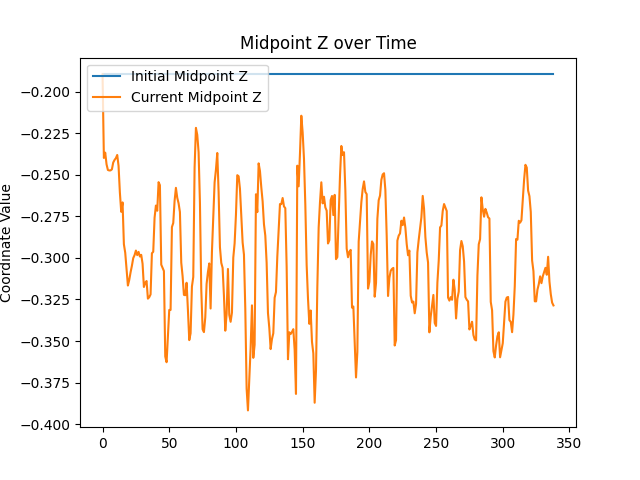 Midpoint Z over Time
Initial Midpoint Z
Current Midpoint Z
Coordinate Value
−0.200
−0.225
−0.250
−0.275
−0.300
−0.325
−0.350
−0.375
−0.400
0 50 100 150 200 250 300 350